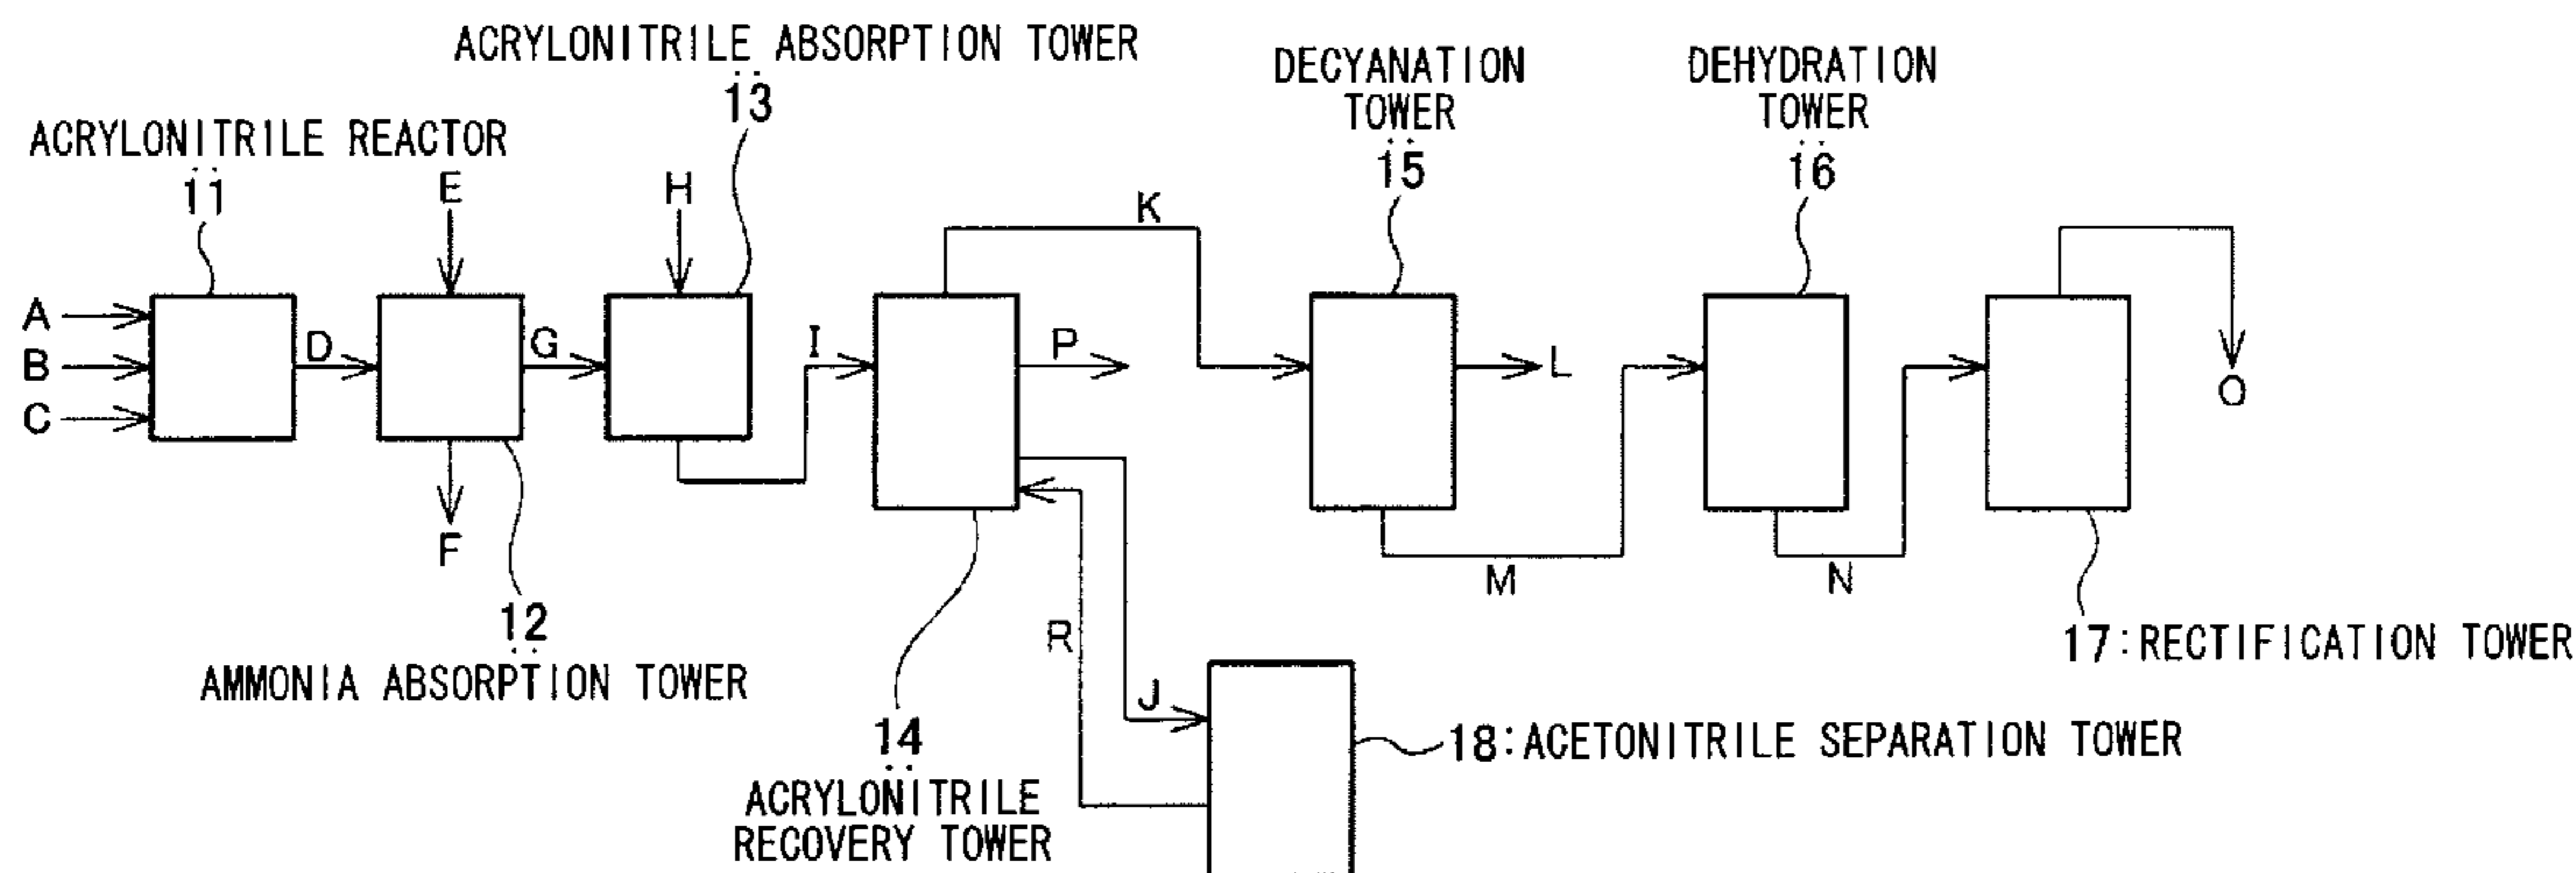 ACRYLONITRILE ABSORPTION TOWER
13
DECYANATION
TOWER
15
DEHYDRATION
TOWER
16
ACRYLONITRILE REACTOR
11
E
H
K
A
B
C
D
G
I
P
L
O
F
M
N
12
AMMONIA ABSORPTION TOWER
R
J
17:RECTIFICATION TOWER
14
ACRYLONITRILE
RECOVERY TOWER
18:ACETONITRILE SEPARATION TOWER